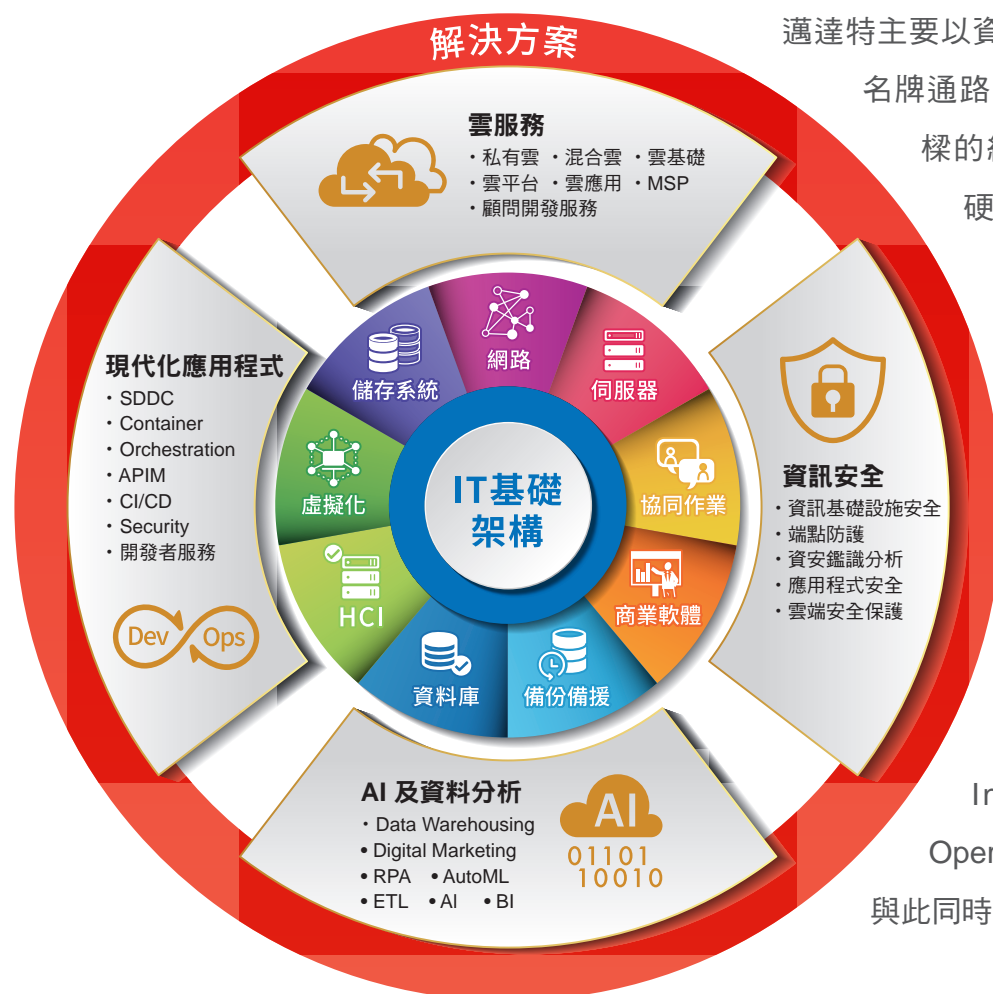 解決方案
雲服務
・私有雲 ・混合雲 ・雲基礎
・雲平台 ・雲應用 ・MSP
・顧問開發服務
現代化應用程式
・SDDC
・Container
・Orchestration
・APIM
・CI/CD
・Security
・開發者服務
Dev Ops
資訊安全
・資訊基礎設施安全
・端點防護
・資安鑑識分析
・應用程式安全
・雲端安全保護
AI 及資料分析
・Data Warehousing
• Digital Marketing
• RPA • AutoML
• ETL • AI • BI
AI
01101
10010
IT基礎
架構
網路
伺服器
協同作業
商業軟體
備份備援
資料庫
HCI
虛擬化
儲存系統
邁達特主要以資
名牌通路
樑的
硬
In
Oper
與此同時